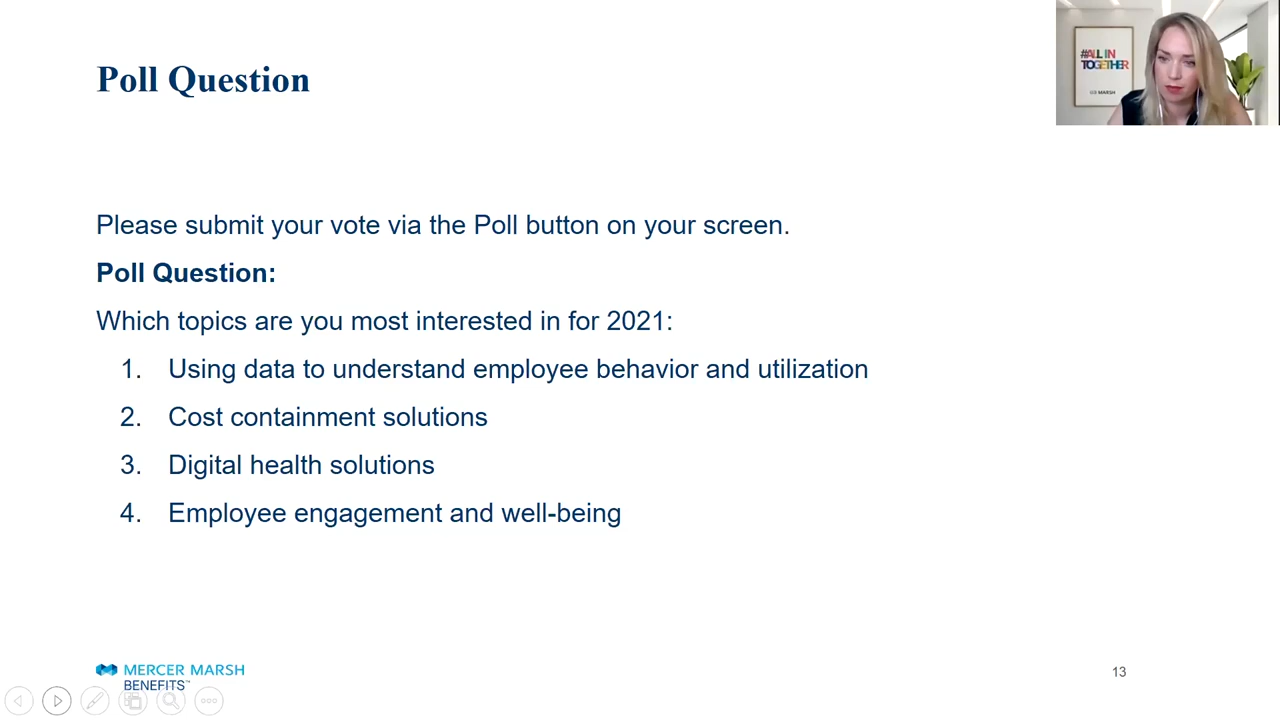 Poll Question
#ALL IN
TOGETHER
MARSH
Please submit your vote via the Poll button on your screen.
Poll Question:
Which topics are you most interested in for 2021:
1. Using data to understand employee behavior and utilization
2. Cost containment solutions
3. Digital health solutions
4. Employee engagement and well-being
MERCER MARSH
BENEFITS™
13